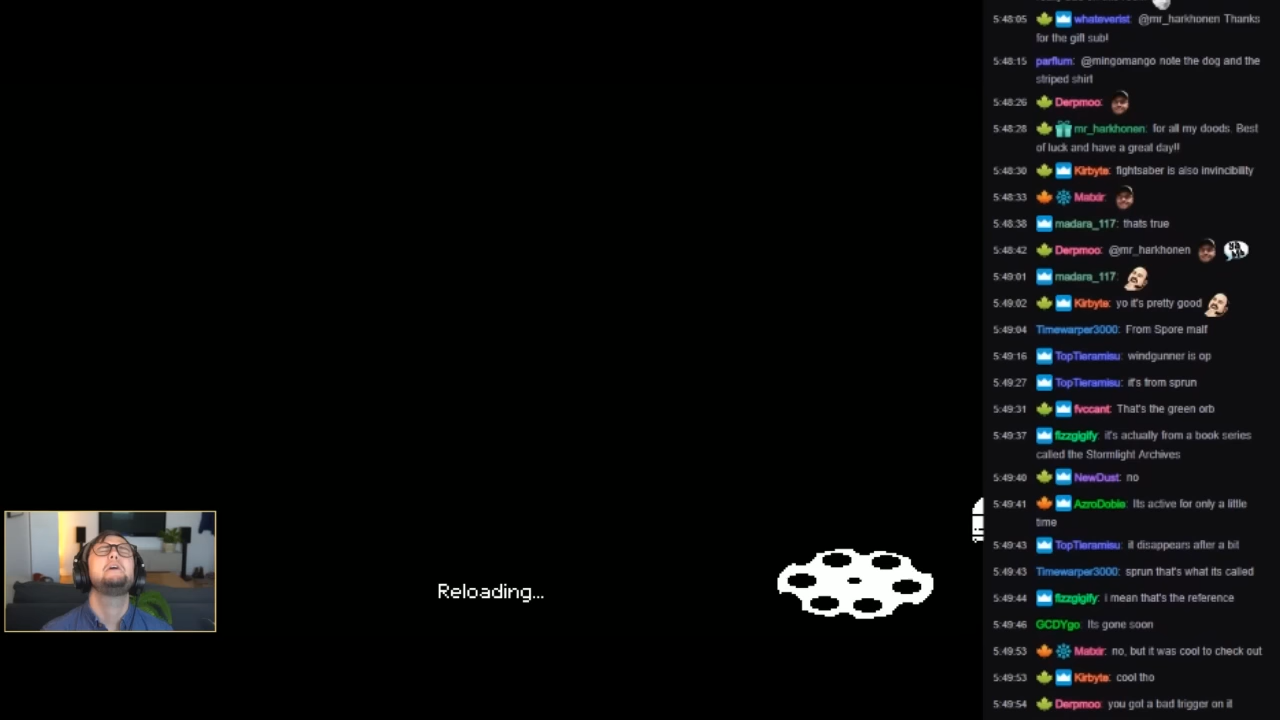 5:48:05 whateverist: @mr_harkhonen Thanks
for the gift sub!
5:48:15 parflum: @mingomango note the dog and the
striped shirt
5:48:26 Derpmoo:
5:48:28 mr_harkhonen: for all my doods. Best
of luck and have a great day!!
5:48:30 Kirbyte: fightsaber is also invincibility
5:48:33 Matxir:
5:48:38 madara_117: thats true
5:48:42 Derpmoo: @mr_harkhonen
5:49:01 madara_117:
5:49:02 Kirbyte: yo it's pretty good
5:49:04 Timewarper3000: From Spore malf
5:49:16 TopTieramisu: windgunner is op
5:49:27 TopTieramisu: it's from sprun
5:49:31 fvccant: That's the green orb
5:49:37 fizzgigify: it's actually from a book series
called the Stormlight Archives
5:49:40 NewDust: no
5:49:41 AzroDobie: Its active for only a little
time
5:49:43 TopTieramisu: it disappears after a bit
5:49:43 Timewarper3000: sprun that's what its called
5:49:44 fizzgigify: i mean that's the reference
5:49:46 GCDYgo: Its gone soon
5:49:53 Matxir: no, but it was cool to check out
5:49:53 Kirbyte: cool tho
5:49:54 Derpmoo: you got a bad trigger on it
Reloading...